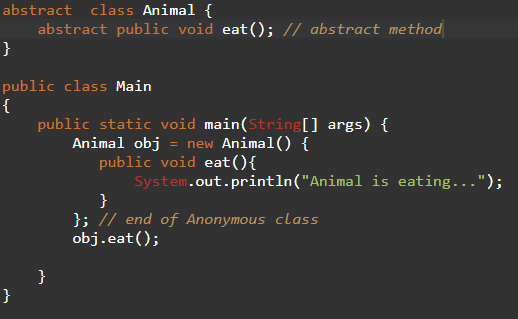 abstract  class Animal {
    abstract public void eat(); // abstract method
}

public class Main
{
    public static void main(String[] args) {
        Animal obj = new Animal() {
           public void eat(){
               System.out.println("Animal is eating...");
           }
        }; // end of Anonymous class
        obj.eat();

    }
}